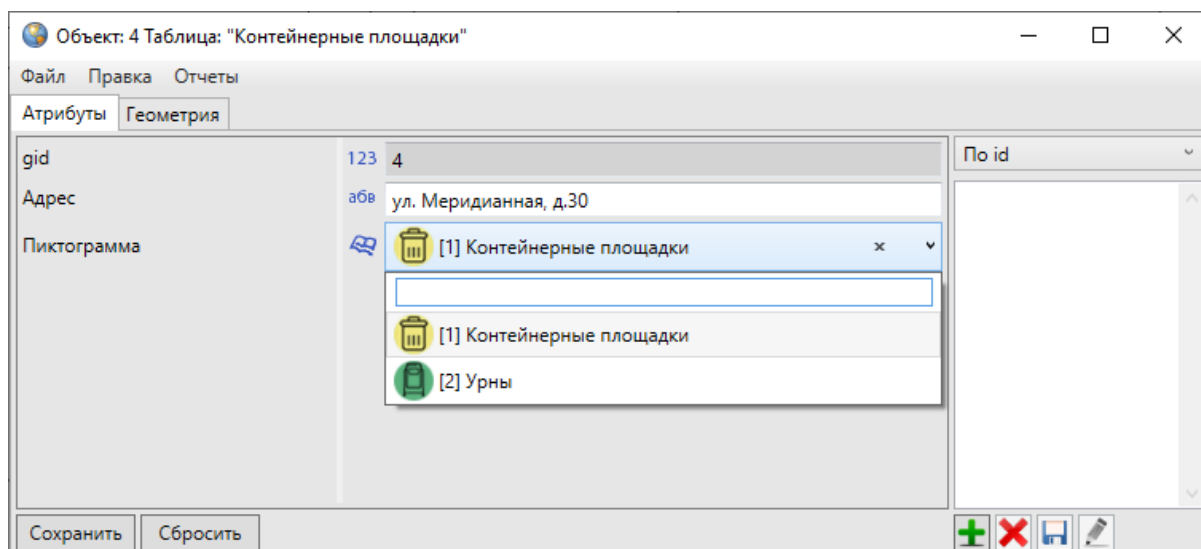 Объект: 4 Таблица: "Контейнерные площадки"
Файл Правка Отчеты
Атрибуты Геометрия
gid 123 4 По id
Адрес абв ул. Меридианная, д.30
Пиктограмма [1] Контейнерные площадки
[1] Контейнерные площадки
[2] Урны
Сохранить Сбросить